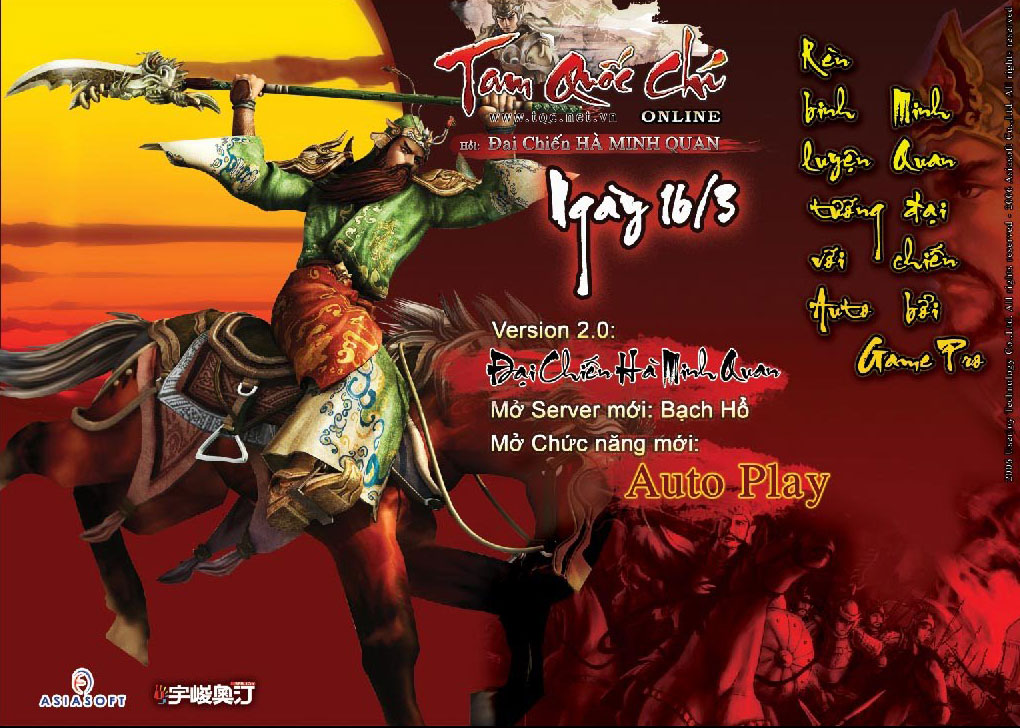 Tam Quốc Chí
www.tqc.net.vn ONLINE
Hồi: Đại Chiến HÀ MINH QUAN
Ngày 16/3
Version 2.0:
Đại Chiến Hà Minh Quan
Mở Server mới: Bạch Hổ
Mở Chức năng mới:
Auto Play
Rèn
binh
luyện
tướng
với
Auto
Minh
Quan
đại
chiến
bởi
Game Pro
ASIASOFT
宇峻奧汀